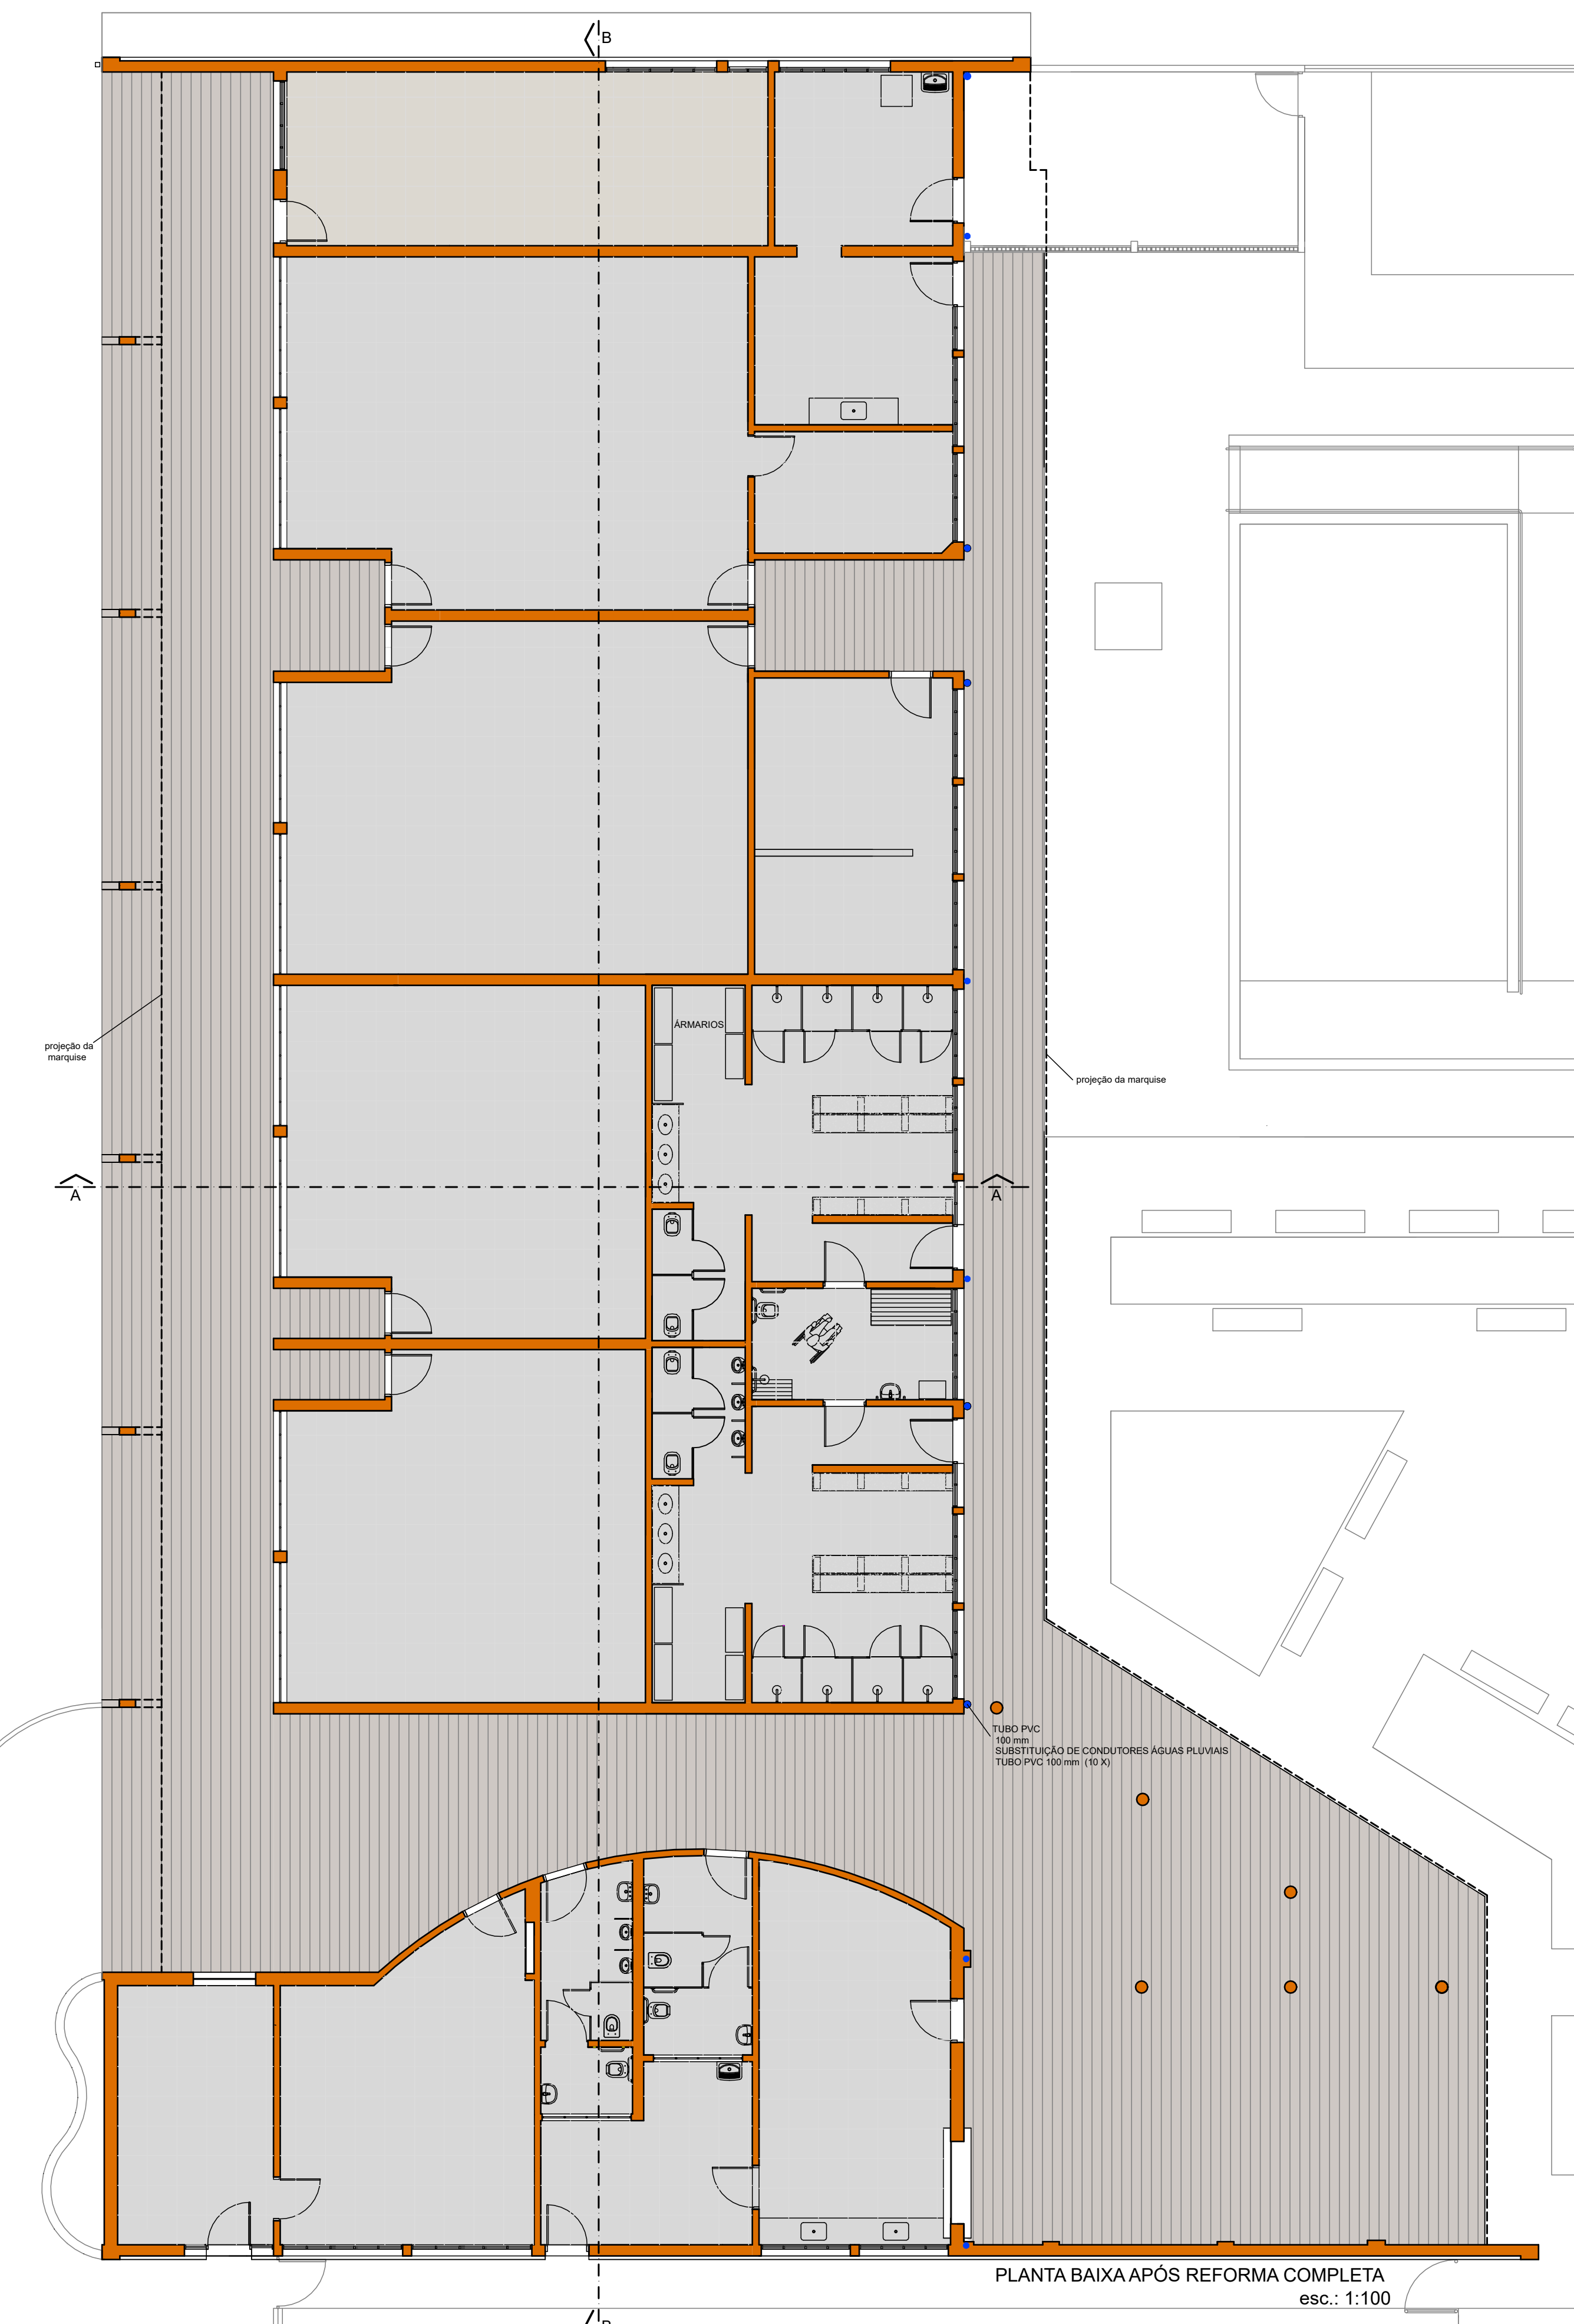 B
ÁRMARIOS
projeção da
marquise
projeção da marquise
A
A
TUBO PVC
100 mm
SUBSTITUIÇÃO DE CONDUTORES ÁGUAS PLUVIAIS
TUBO PVC 100 mm (10 X)
PLANTA BAIXA APÓS REFORMA COMPLETA
esc.: 1:100
B